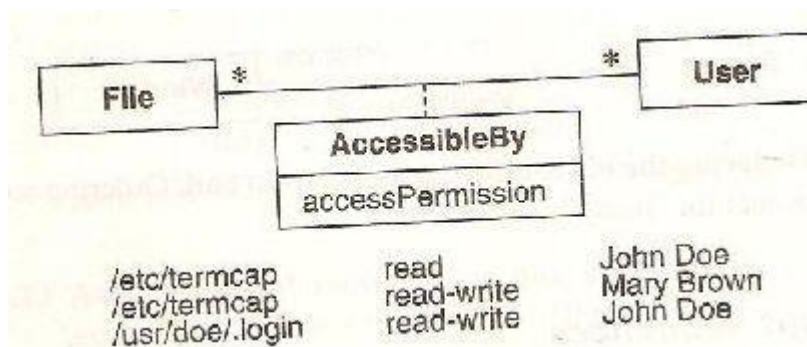 File
*
*
User
AccessibleBy
accessPermission
/etc/termcap read John Doe
/etc/termcap read-write Mary Brown
/usr/doe/.login read-write John Doe